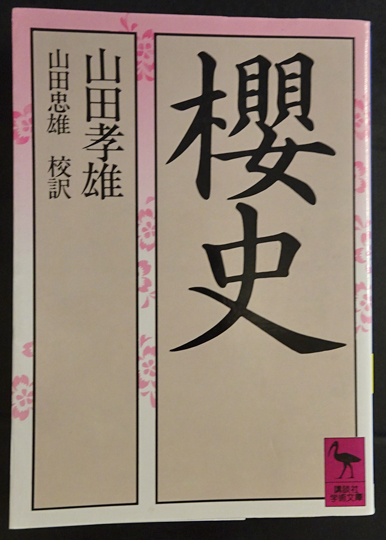 櫻史
山田孝雄
山田忠雄 校訳
講談社
学術文庫